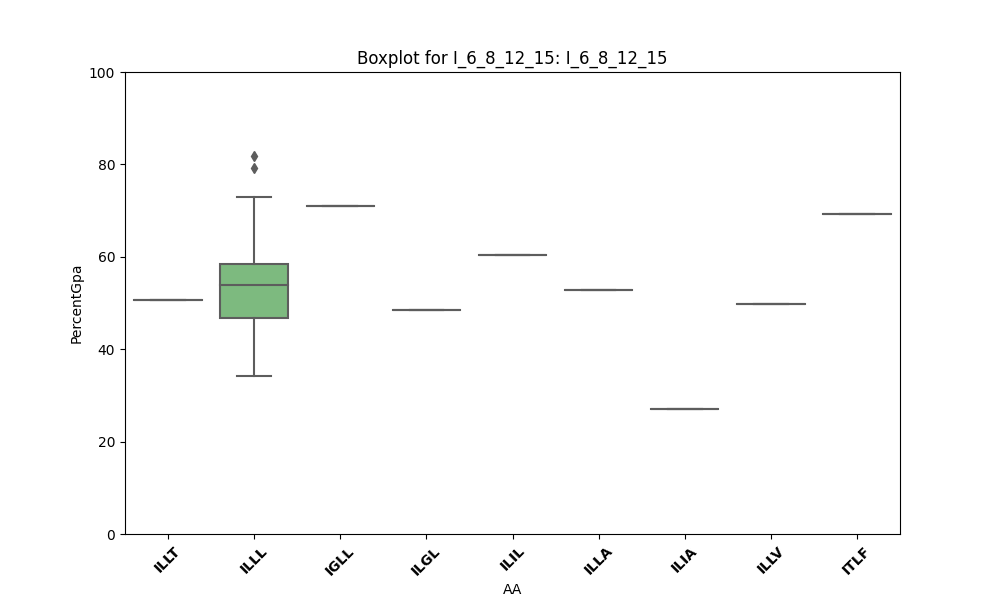 Boxplot for I_6_8_12_15: I_6_8_12_15
PercentGpa
100
80
60
40
20
0
ILLT ILLL IGLL ILGL ILIL ILLA ILIA ILLV ITLF
AA